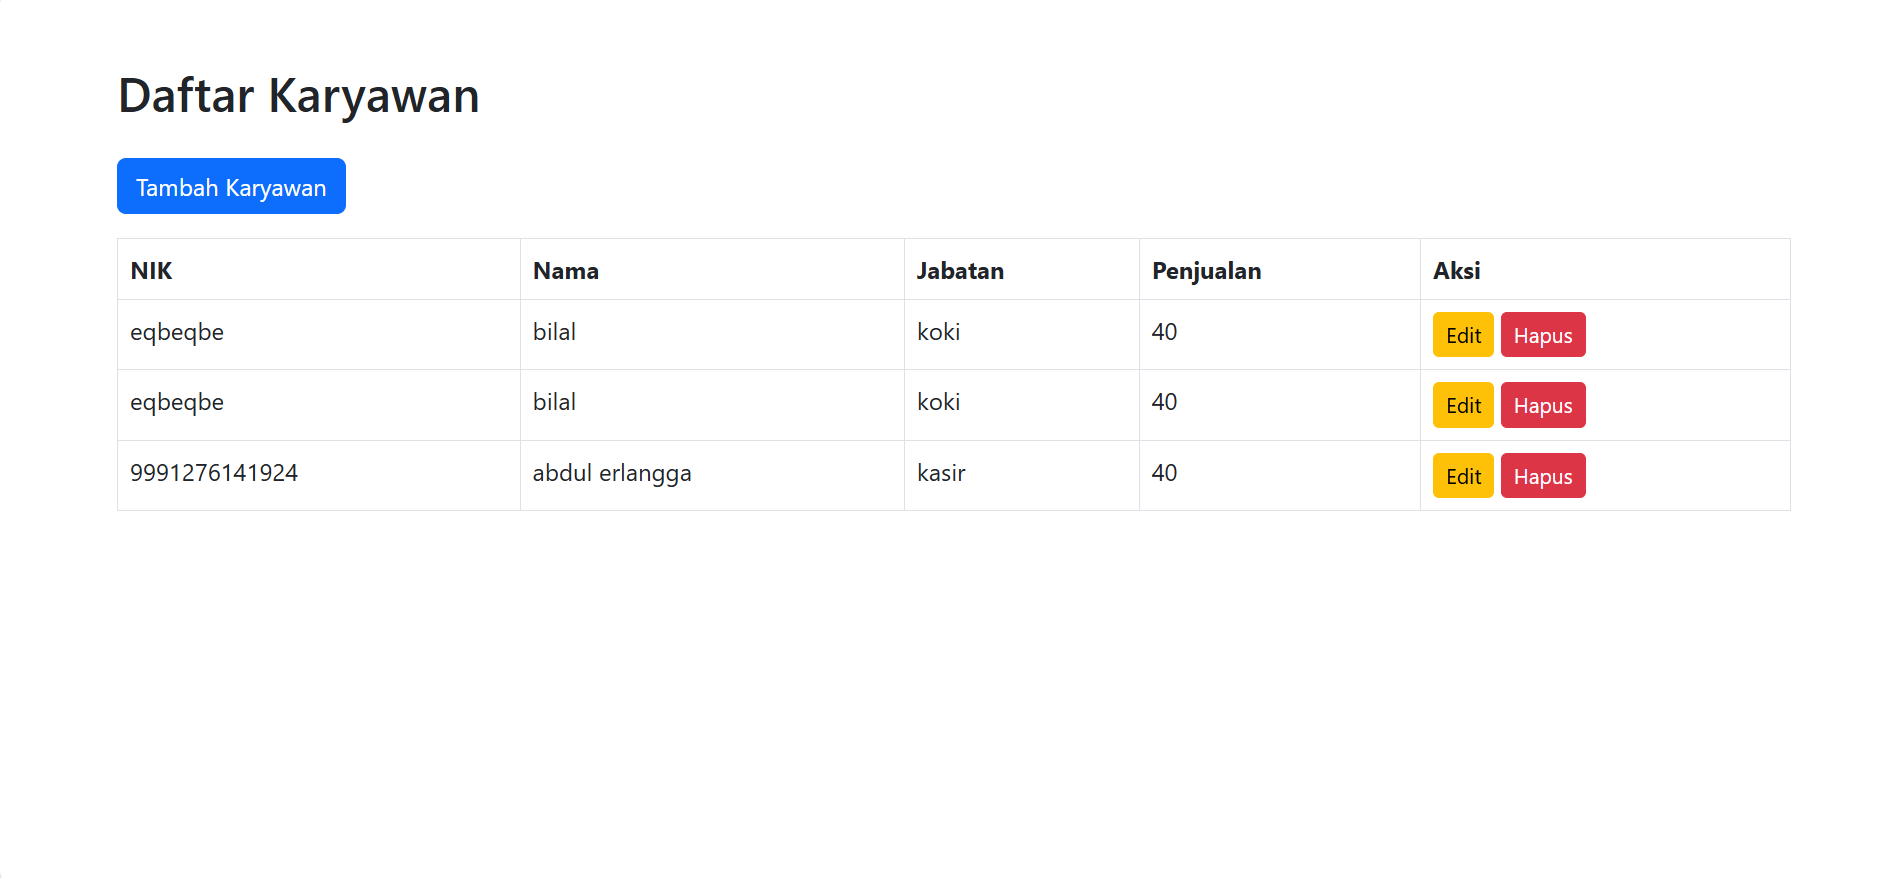 Daftar Karyawan
Tambah Karyawan
NIK Nama Jabatan Penjualan Aksi
eqbeqbe bilal koki 40 Edit Hapus
eqbeqbe bilal koki 40 Edit Hapus
9991276141924 abdul erlangga kasir 40 Edit Hapus